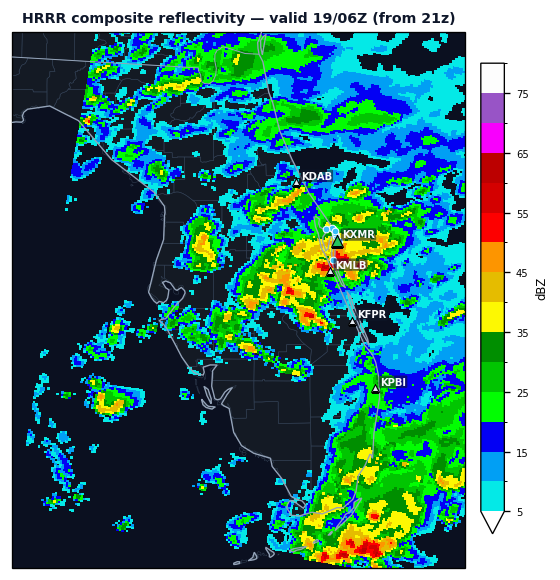 HRRR composite reflectivity — valid 19/06Z (from 21z)
KDAB
KXMR
KMLB
KFPR
KPBI
75
65
55
45
35
25
15
5
dBZ